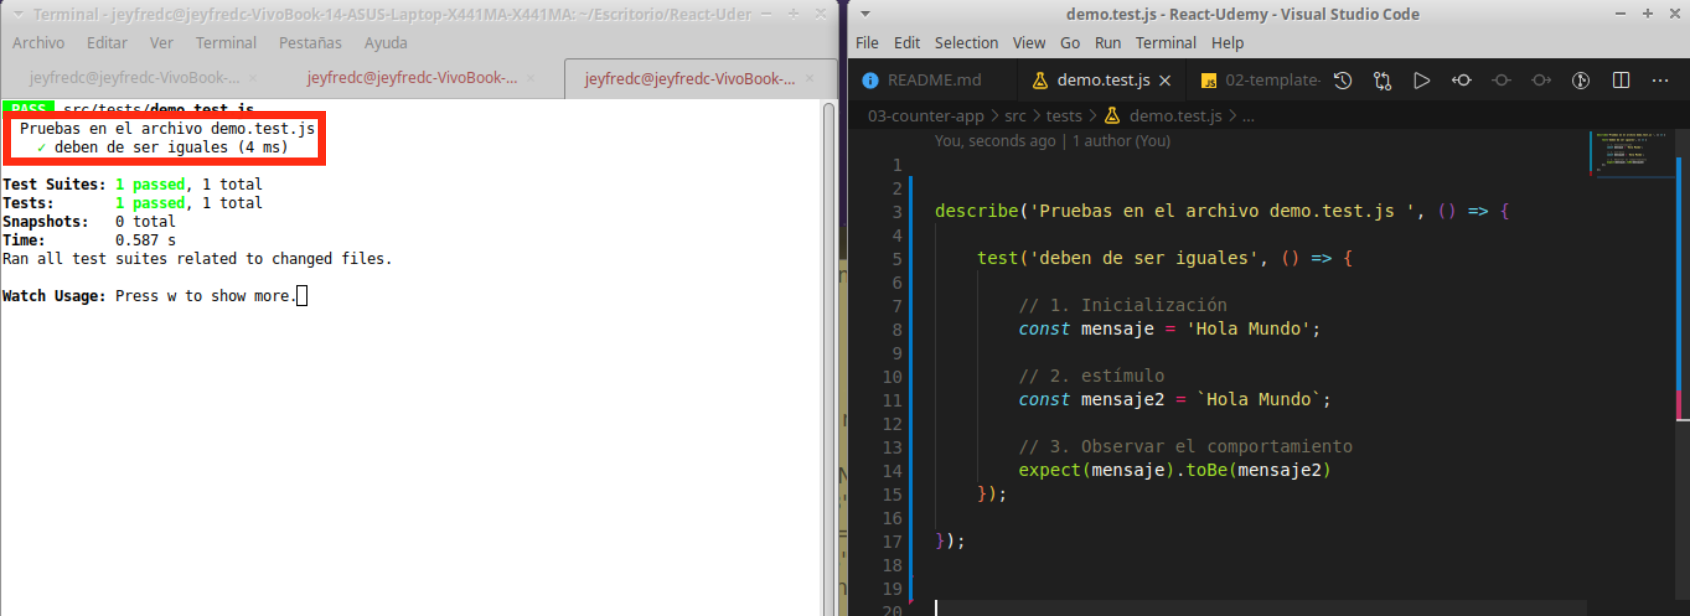 Terminal - jeyfredc@jeyfredc-VivoBook-14-ASUS-Laptop-X441MA-X441MA: ~/Escritorio/React-Uder
Archivo Editar Ver Terminal Pestañas Ayuda
jeyfredc@jeyfredc-VivoBook-... jeyfredc@jeyfredc-VivoBook-... jeyfredc@jeyfredc-VivoBook-...
PASS src/tests/demo.test.js
Pruebas en el archivo demo.test.js
✓ deben de ser iguales (4 ms)
Test Suites: 1 passed, 1 total
Tests: 1 passed, 1 total
Snapshots: 0 total
Time: 0.587 s
Ran all test suites related to changed files.
Watch Usage: Press w to show more.
demo.test.js - React-Udemy - Visual Studio Code
File Edit Selection View Go Run Terminal Help
README.md demo.test.js JS 02-template-
03-counter-app > src > tests > demo.test.js > ...
You, seconds ago | 1 author (You)
1
2
3 describe('Pruebas en el archivo demo.test.js ', () => {
4
5 test('deben de ser iguales', () => {
6
7 // 1. Inicialización
8 const mensaje = 'Hola Mundo';
9
10 // 2. estímulo
11 const mensaje2 = `Hola Mundo`;
12
13 // 3. Observar el comportamiento
14 expect(mensaje).toBe(mensaje2)
15 });
16
17 });
18
19
20